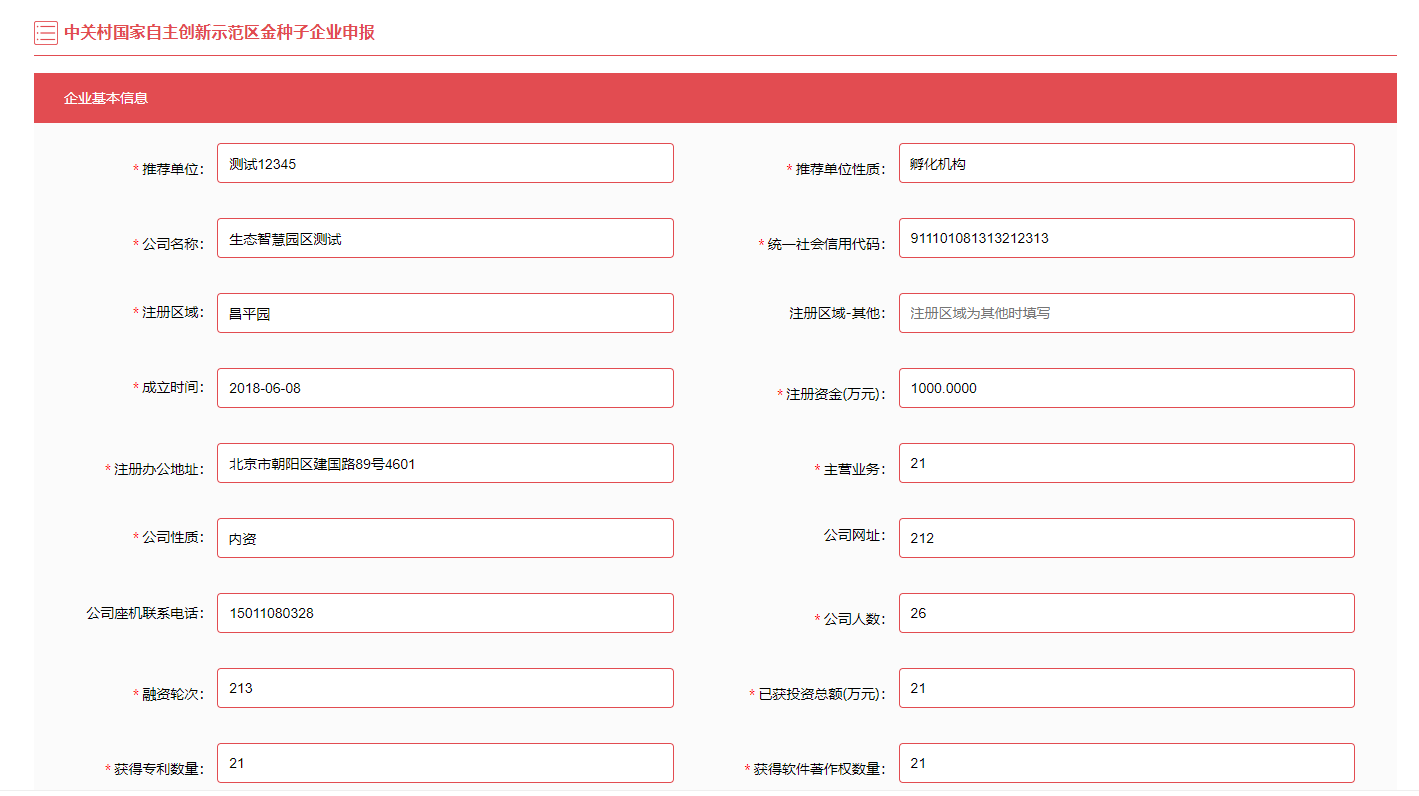 中关村国家自主创新示范区金种子企业申报
企业基本信息
* 推荐单位： 测试12345 * 推荐单位性质： 孵化机构
* 公司名称： 生态智慧园区测试 * 统一社会信用代码： 911101081313212313
* 注册区域： 昌平园 注册区域-其他： 注册区域为其他时填写
* 成立时间： 2018-06-08 * 注册资金(万元)： 1000.0000
* 注册办公地址： 北京市朝阳区建国路89号4601 * 主营业务： 21
* 公司性质： 内资 公司网址： 212
公司座机联系电话： 15011080328 * 公司人数： 26
* 融资轮次： 213 * 已获投资总额(万元)： 21
* 获得专利数量： 21 * 获得软件著作权数量： 21